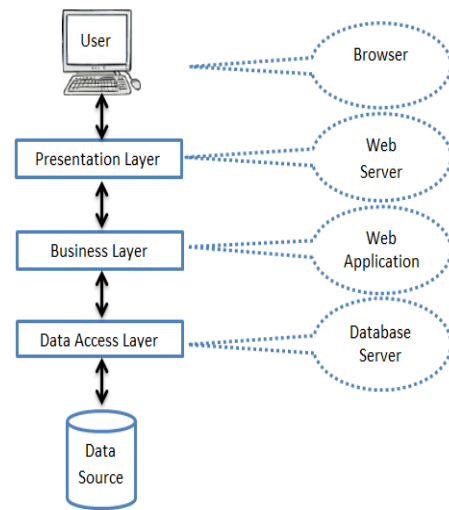 User
Browser
Presentation Layer
Web
Server
Business Layer
Web
Application
Data Access Layer
Database
Server
Data
Source